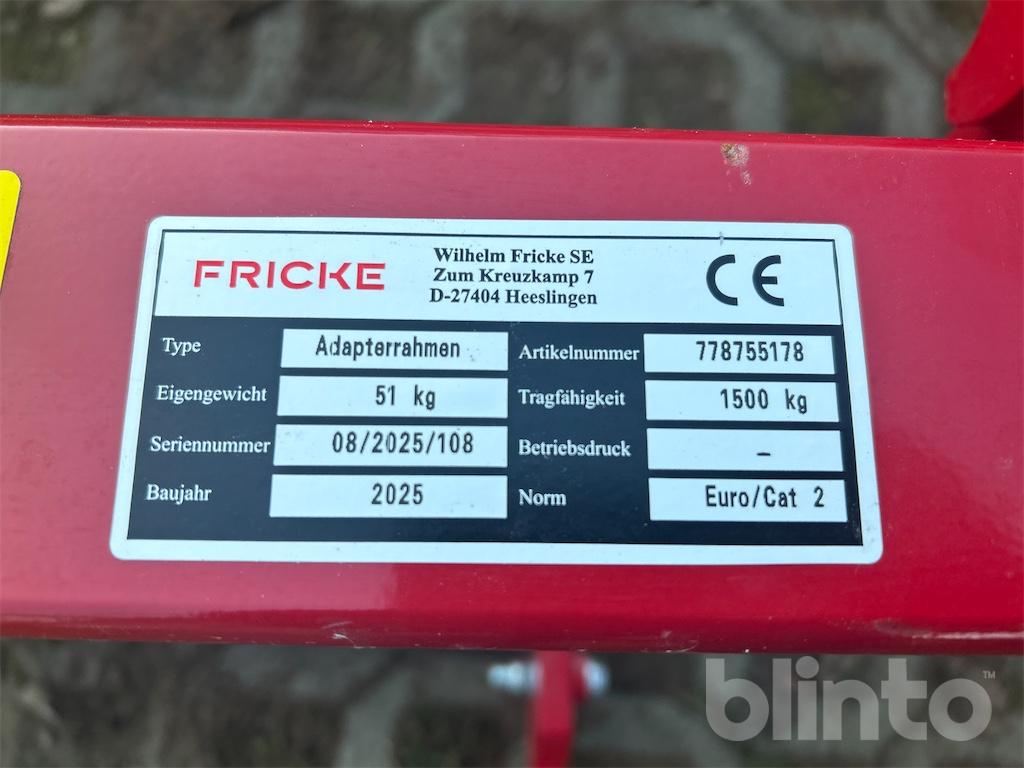 FRICKE
Wilhelm Fricke SE
Zum Kreuzkamp 7
D-27404 Heeslingen
CE
Type Adapterrahmen Artikelnummer 778755178
Eigengewicht 51 kg Tragfähigkeit 1500 kg
Seriennummer 08/2025/108 Betriebsdruck –
Baujahr 2025 Norm Euro/Cat 2
blinto™